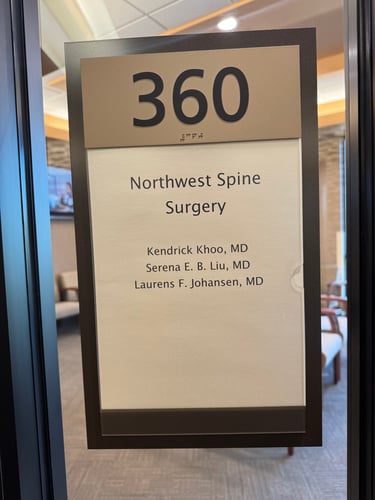 360
Northwest Spine
Surgery
Kendrick Khoo, MD
Serena E. B. Liu, MD
Laurens F. Johansen, MD